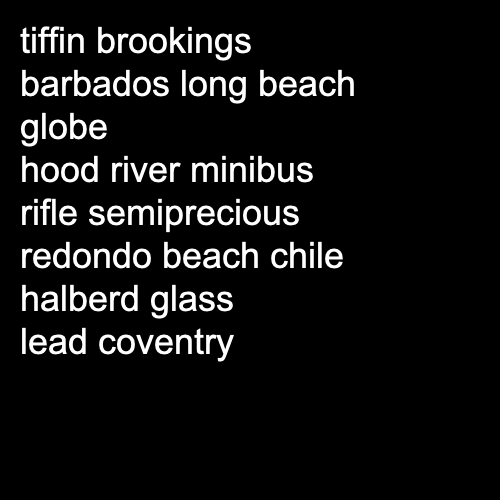 tiffin brookings
barbados long beach
globe
hood river minibus
rifle semiprecious
redondo beach chile
halberd glass
lead coventry